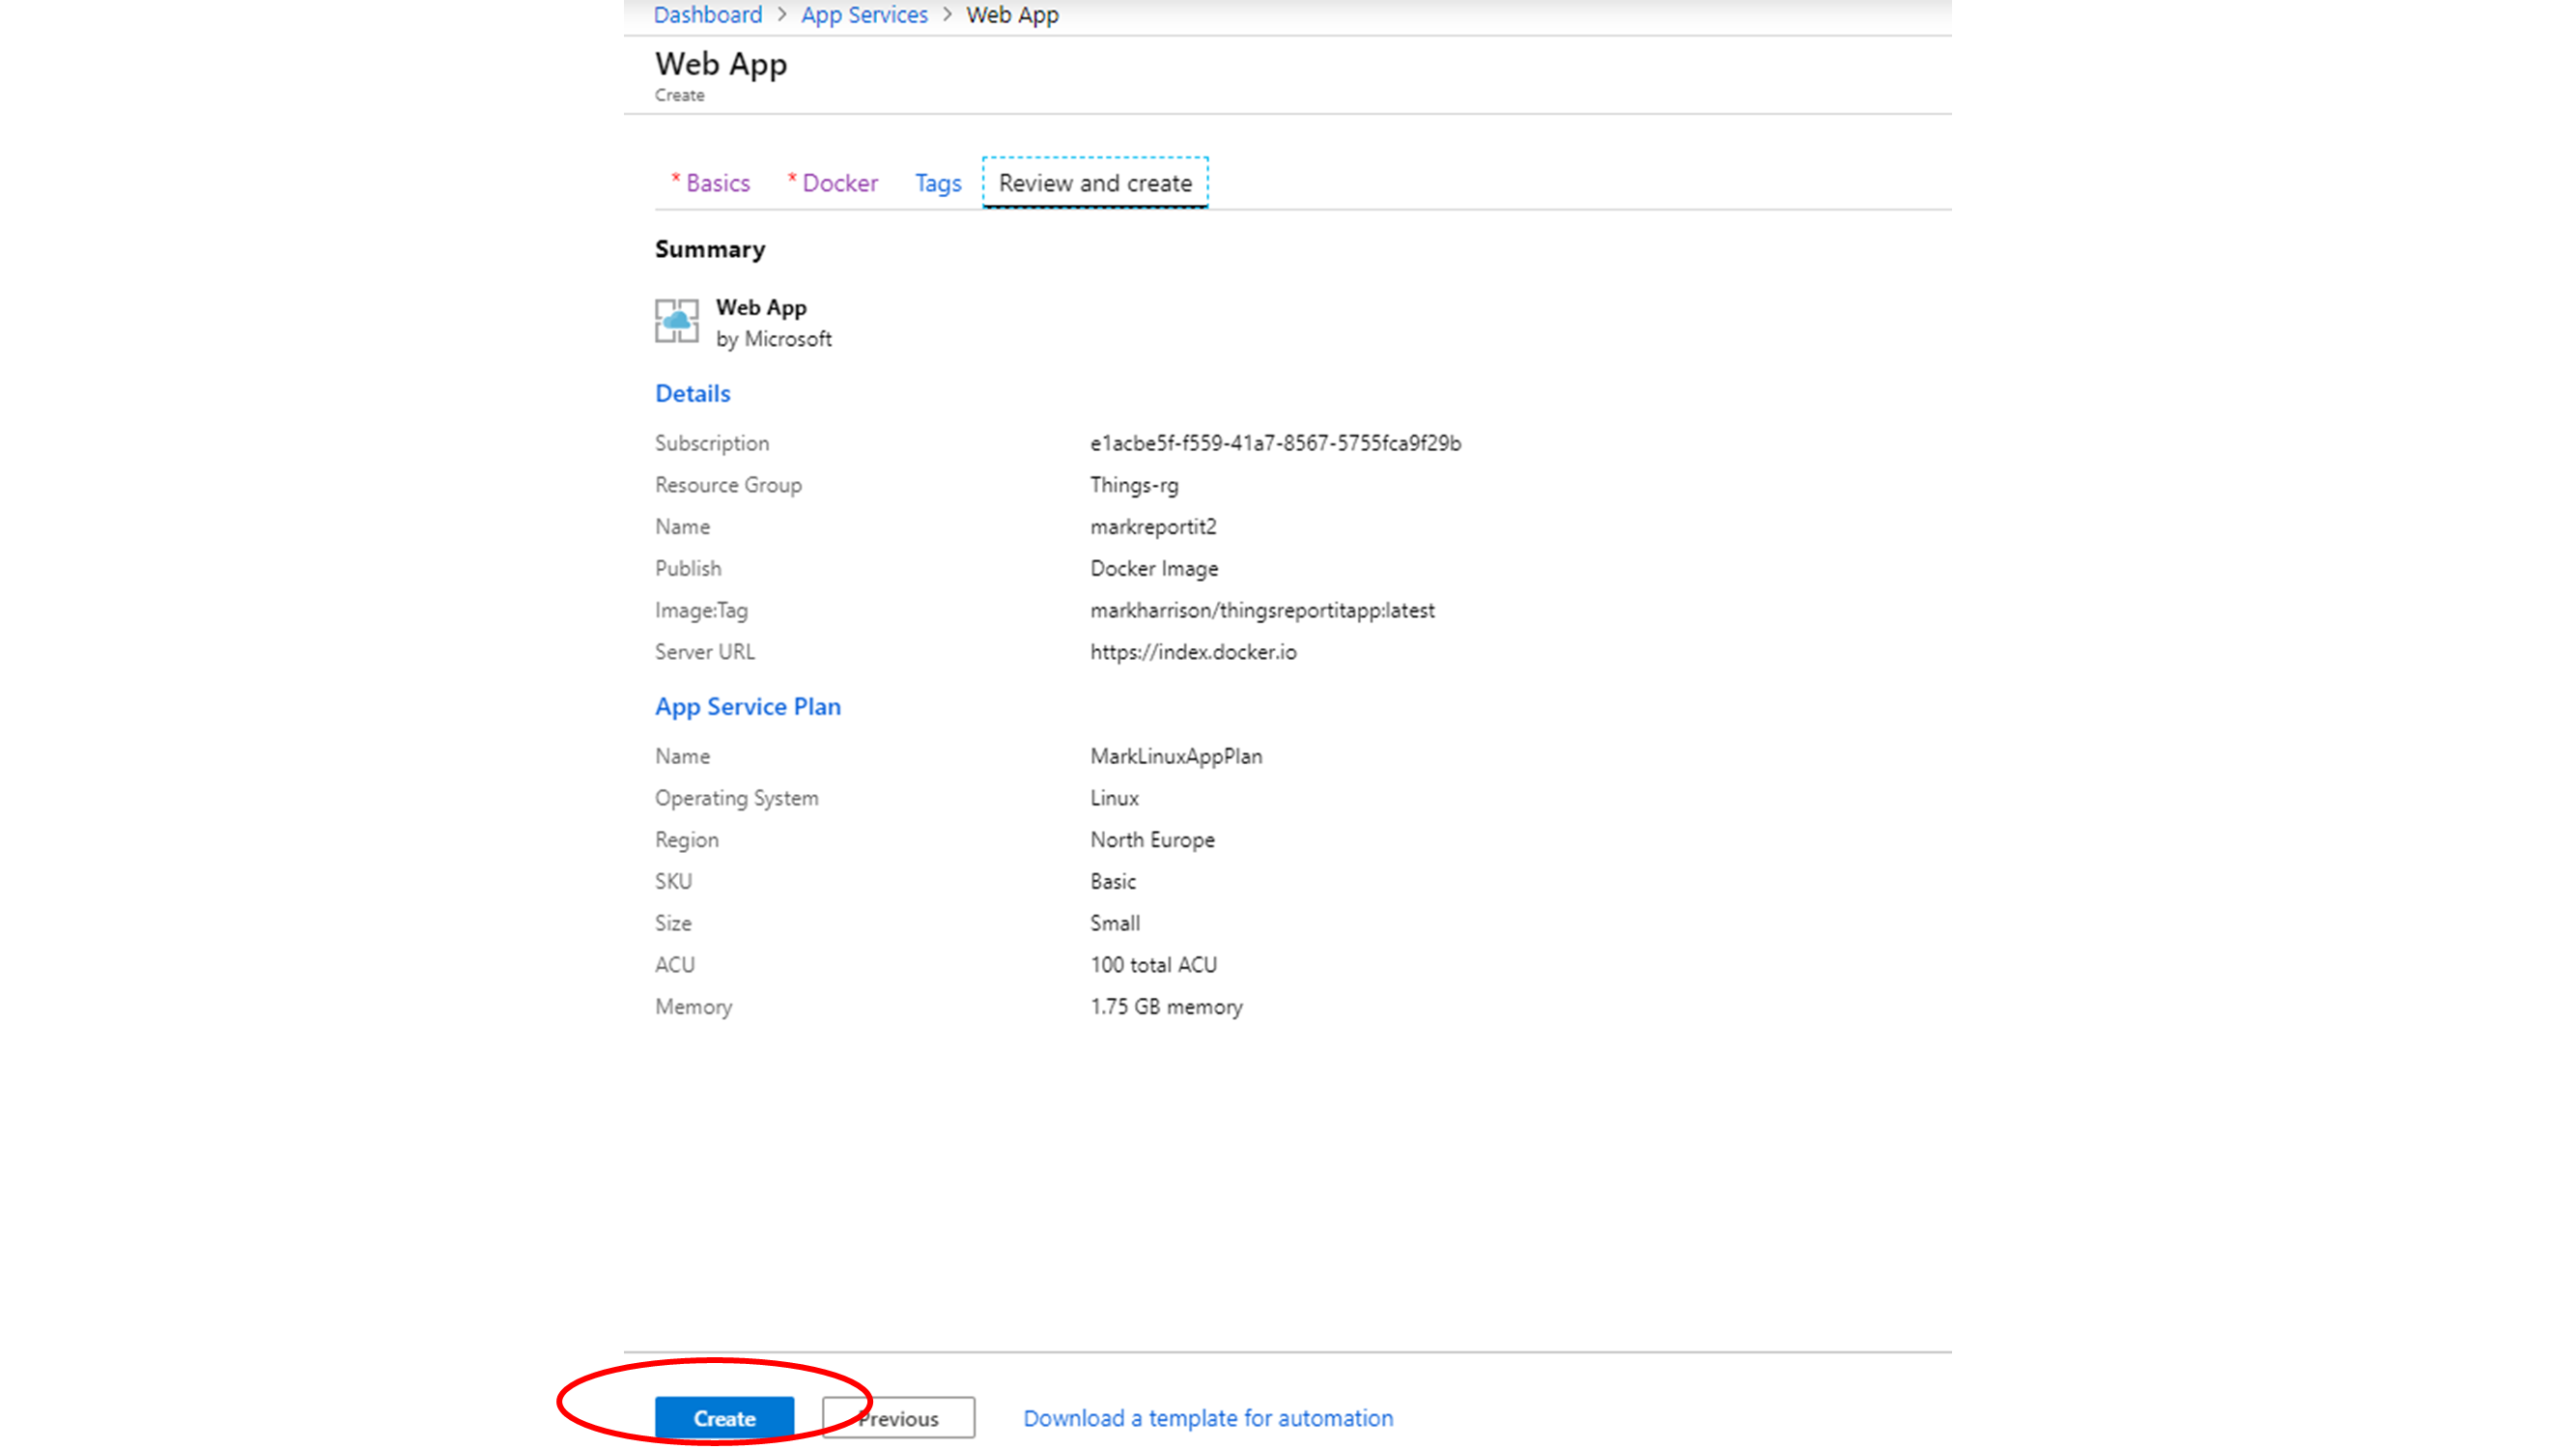 Dashboard > App Services > Web App
Web App
Create
* Basics * Docker Tags Review and create
Summary
Web App
by Microsoft
Details
Subscription e1acbe5f-f559-41a7-8567-5755fca9f29b
Resource Group Things-rg
Name markreportit2
Publish Docker Image
Image:Tag markharrison/thingsreportitapp:latest
Server URL https://index.docker.io
App Service Plan
Name MarkLinuxAppPlan
Operating System Linux
Region North Europe
SKU Basic
Size Small
ACU 100 total ACU
Memory 1.75 GB memory
Create Previous Download a template for automation